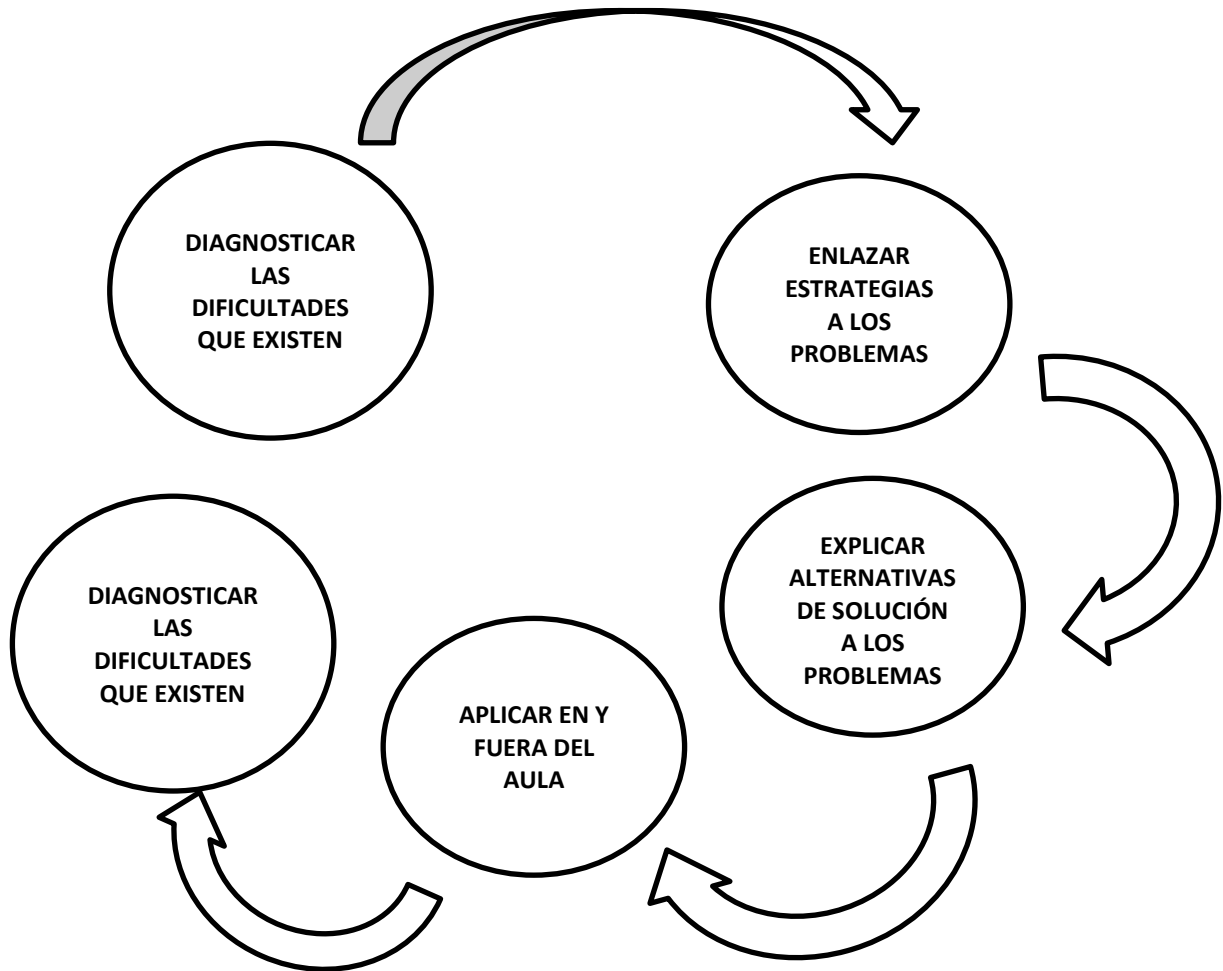 DIAGNOSTICAR
LAS
DIFICULTADES
QUE EXISTEN
ENLAZAR
ESTRATEGIAS
A LOS
PROBLEMAS
EXPLICAR
ALTERNATIVAS
DE SOLUCIÓN
A LOS
PROBLEMAS
APLICAR EN Y
FUERA DEL
AULA
DIAGNOSTICAR
LAS
DIFICULTADES
QUE EXISTEN